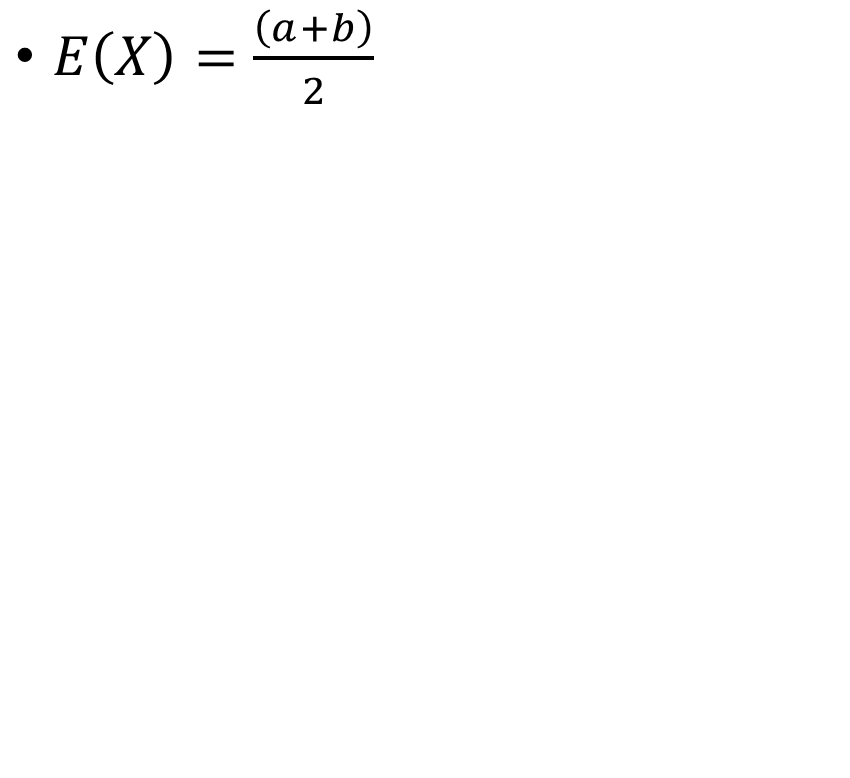 • E(X) = (a+b)/2